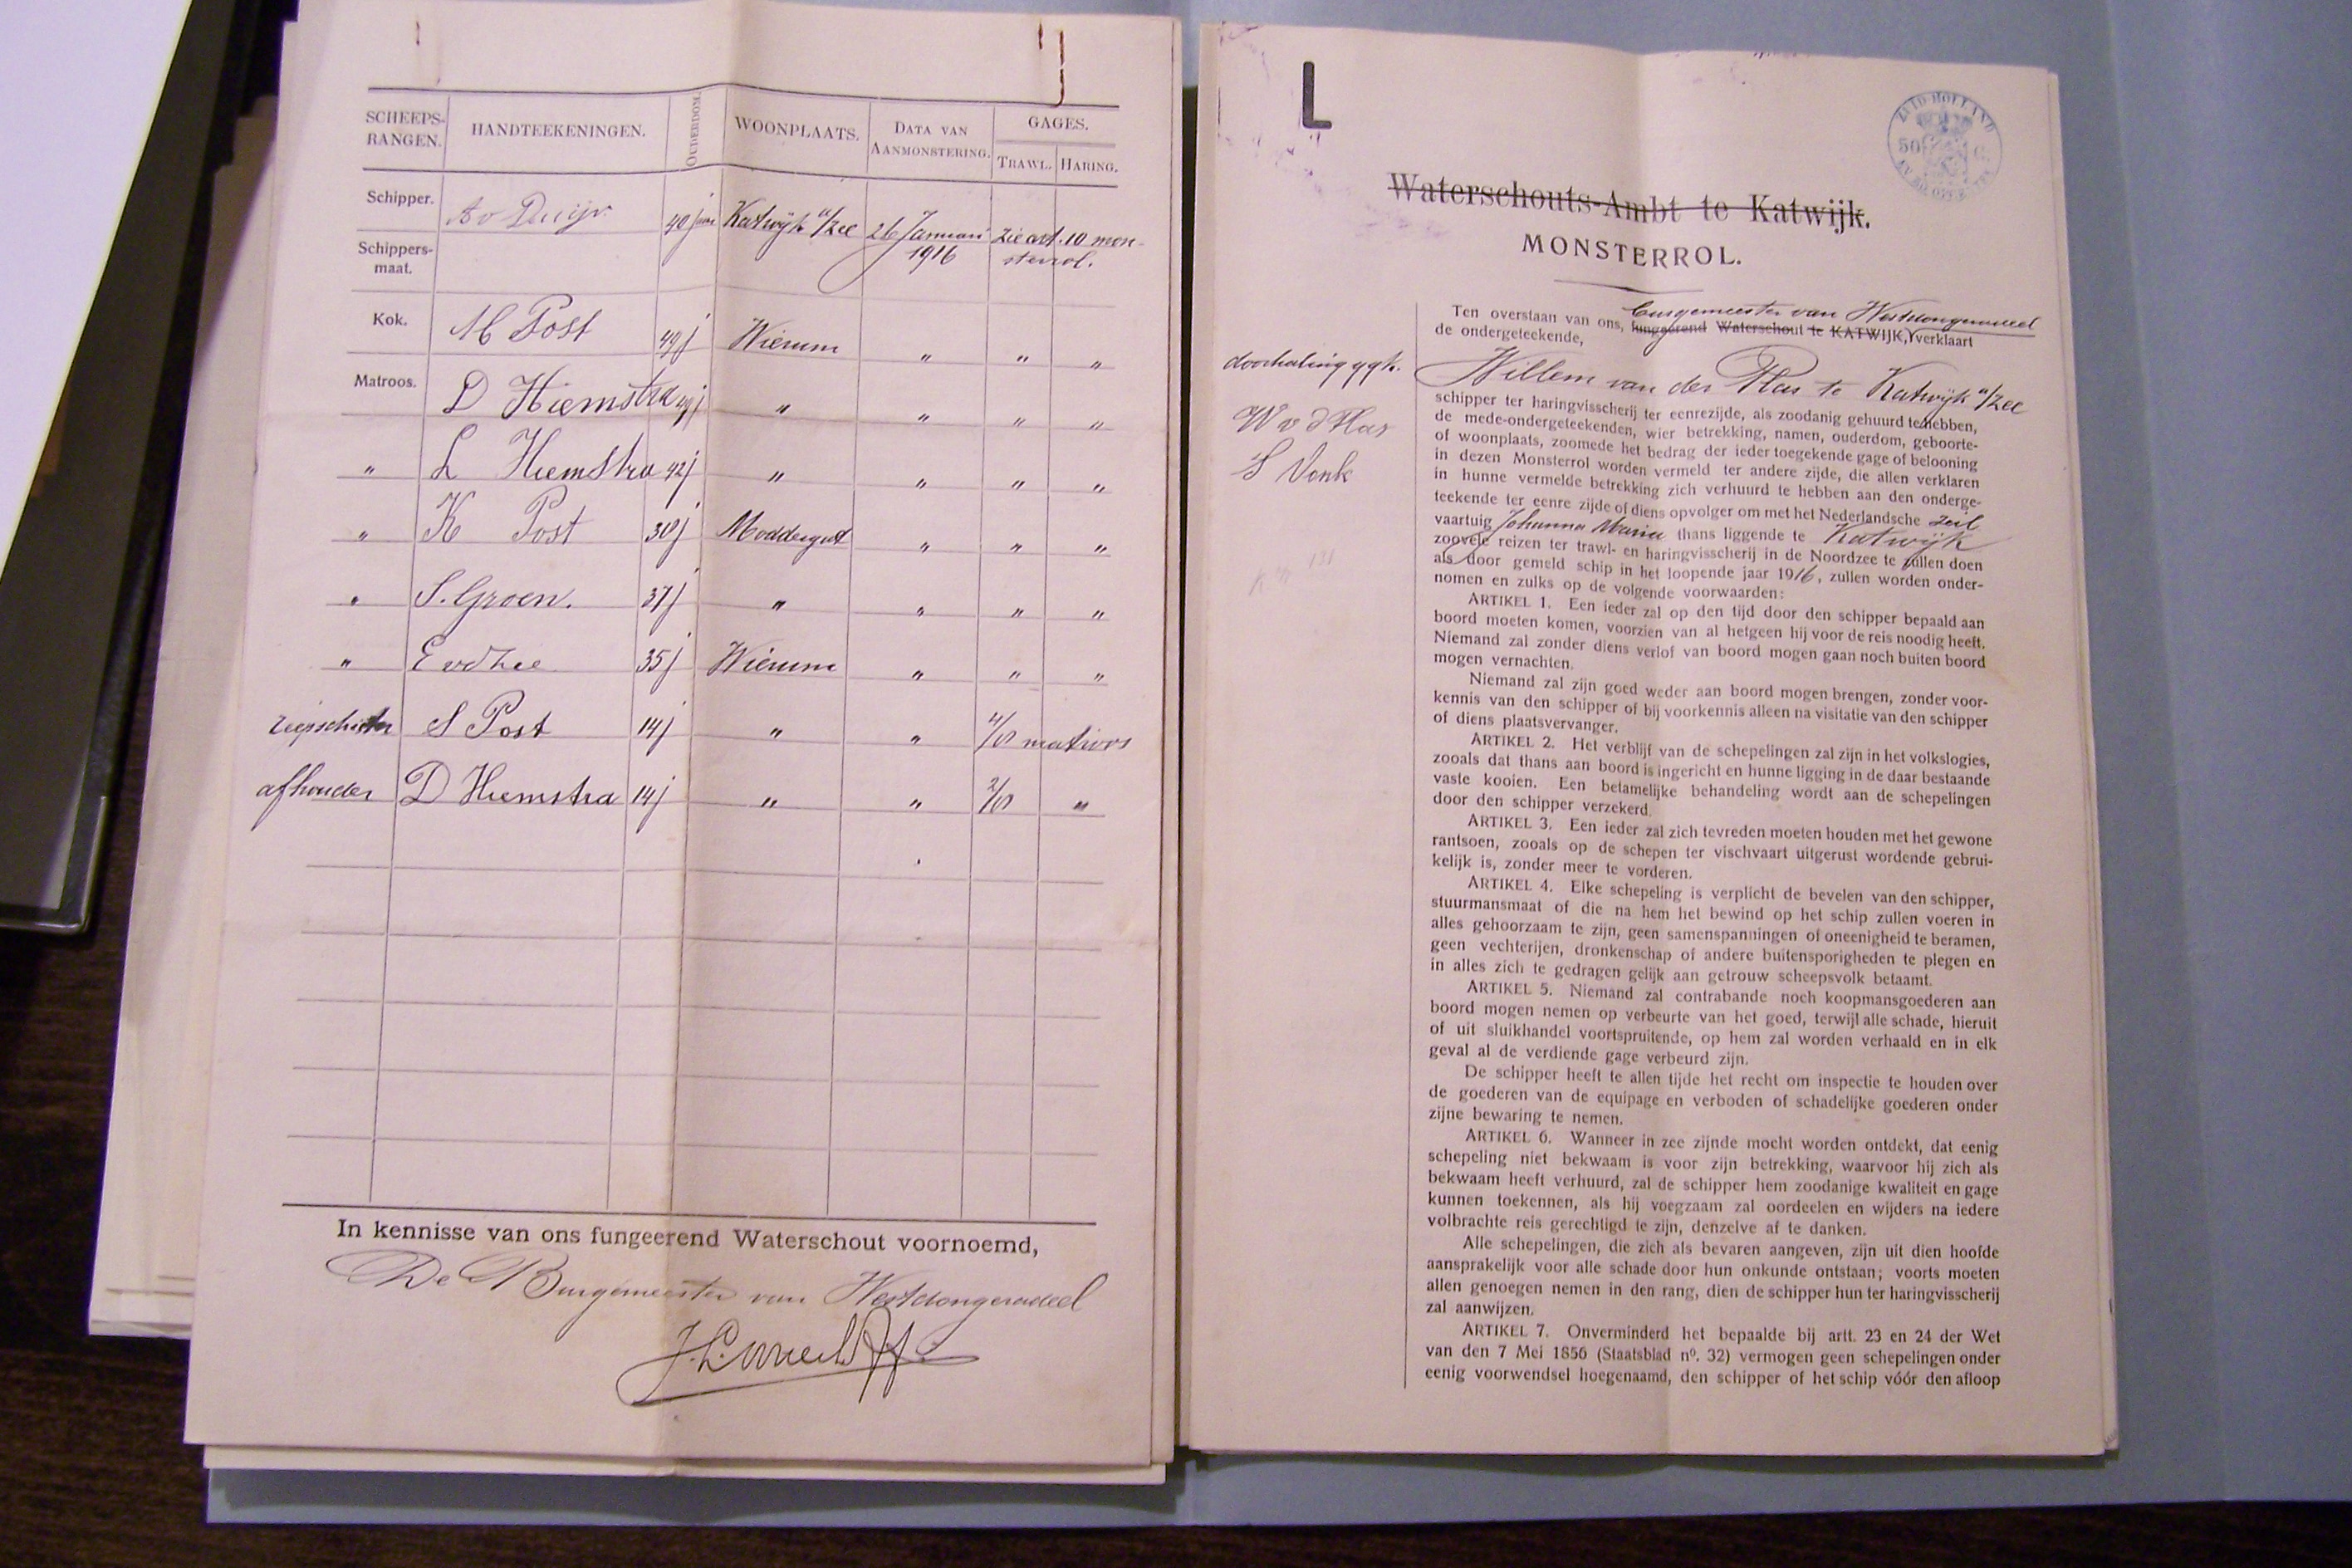 SCHEEPS-RANGEN. HANDTEEKENINGEN. OUDERDOM. WOONPLAATS. DATA VAN AANMONSTERING. GAGES. TRAWL. HARING.
Schipper. A v Duijn 40 jaar Katwijk a/Zee 26 Januari 1916 zie art. 10 monsterrol.
Schippers-maat.
Kok. M Post 49j Wierum " " "
Matroos. D Hiemstra 49j " " " "
" L Hiemstra 42j " " " "
" K Post 38j Moddergat " " "
" S. Groen. 37j " " " "
" E vd Zee 35j Wierum " " "
reepschieter S Post 14j " " 4/8 matroos
afhouder D Hiemstra 14j " " 3/8 "
In kennisse van ons fungeerend Waterschout voornoemd,
De Burgemeester van Westdongeradeel
L
ZUID-HOLLAND
50 C.
Waterschouts-Ambt te Katwijk.
MONSTERROL.
Burgemeester van Westdongeradeel
Ten overstaan van ons, fungeerend Waterschout te KATWIJK, verklaart
de ondergeteekende,
doorhaling ggk.
Willem van der Plas te Katwijk a/Zee
W v d Plas
S Vonk
schipper ter haringvisscherij ter eenrezijde, als zoodanig gehuurd te hebben,
de mede-ondergeteekenden, wier betrekking, namen, ouderdom, geboorte-
of woonplaats, zoomede het bedrag der ieder toegekende gage of belooning
in dezen Monsterrol worden vermeld ter andere zijde, die allen verklaren
in hunne vermelde betrekking zich verhuurd te hebben aan den onderge-
teekende ter eenre zijde of diens opvolger om met het Nederlandsche zeil
vaartuig Johanna Maria thans liggende te Katwijk
zoovele reizen ter trawl- en haringvisscherij in de Noordzee te zullen doen
als door gemeld schip in het loopende jaar 1916, zullen worden onder-
nomen en zulks op de volgende voorwaarden:
131
ARTIKEL 1. Een ieder zal op den tijd door den schipper bepaald aan
boord moeten komen, voorzien van al hetgeen hij voor de reis noodig heeft.
Niemand zal zonder diens verlof van boord mogen gaan noch buiten boord
mogen vernachten.
Niemand zal zijn goed weder aan boord mogen brengen, zonder voor-
kennis van den schipper of bij voorkennis alleen na visitatie van den schipper
of diens plaatsvervanger.
ARTIKEL 2. Het verblijf van de schepelingen zal zijn in het volkslogies,
zooals dat thans aan boord is ingericht en hunne ligging in de daar bestaande
vaste kooien. Een betamelijke behandeling wordt aan de schepelingen
door den schipper verzekerd.
ARTIKEL 3. Een ieder zal zich tevreden moeten houden met het gewone
rantsoen, zooals op de schepen ter vischvaart uitgerust wordende gebrui-
kelijk is, zonder meer te vorderen.
ARTIKEL 4. Elke schepeling is verplicht de bevelen van den schipper,
stuurmansmaat of die na hem het bewind op het schip zullen voeren in
alles gehoorzaam te zijn, geen samenspanningen of oneenigheid te beramen,
geen vechterijen, dronkenschap of andere buitensporigheden te plegen en
in alles zich te gedragen gelijk aan getrouw scheepsvolk betaamt.
ARTIKEL 5. Niemand zal contrabande noch koopmansgoederen aan
boord mogen nemen op verbeurte van het goed, terwijl alle schade, hieruit
of uit sluikhandel voortspruitende, op hem zal worden verhaald en in elk
geval al de verdiende gage verbeurd zijn.
De schipper heeft te allen tijde het recht om inspectie te houden over
de goederen van de equipage en verboden of schadelijke goederen onder
zijne bewaring te nemen.
ARTIKEL 6. Wanneer in zee zijnde mocht worden ontdekt, dat eenig
schepeling niet bekwaam is voor zijn betrekking, waarvoor hij zich als
bekwaam heeft verhuurd, zal de schipper hem zoodanige kwaliteit en gage
kunnen toekennen, als hij voegzaam zal oordeelen en wijders na iedere
volbrachte reis gerechtigd te zijn, denzelve af te danken.
Alle schepelingen, die zich als bevaren aangeven, zijn uit dien hoofde
aansprakelijk voor alle schade door hun onkunde ontstaan; voorts moeten
allen genoegen nemen in den rang, dien de schipper hun ter haringvisscherij
zal aanwijzen.
ARTIKEL 7. Onverminderd het bepaalde bij artt. 23 en 24 der Wet
van den 7 Mei 1856 (Staatsblad nº. 32) vermogen geen schepelingen onder
eenig voorwendsel hoegenaamd, den schipper of het schip vóór den afloop